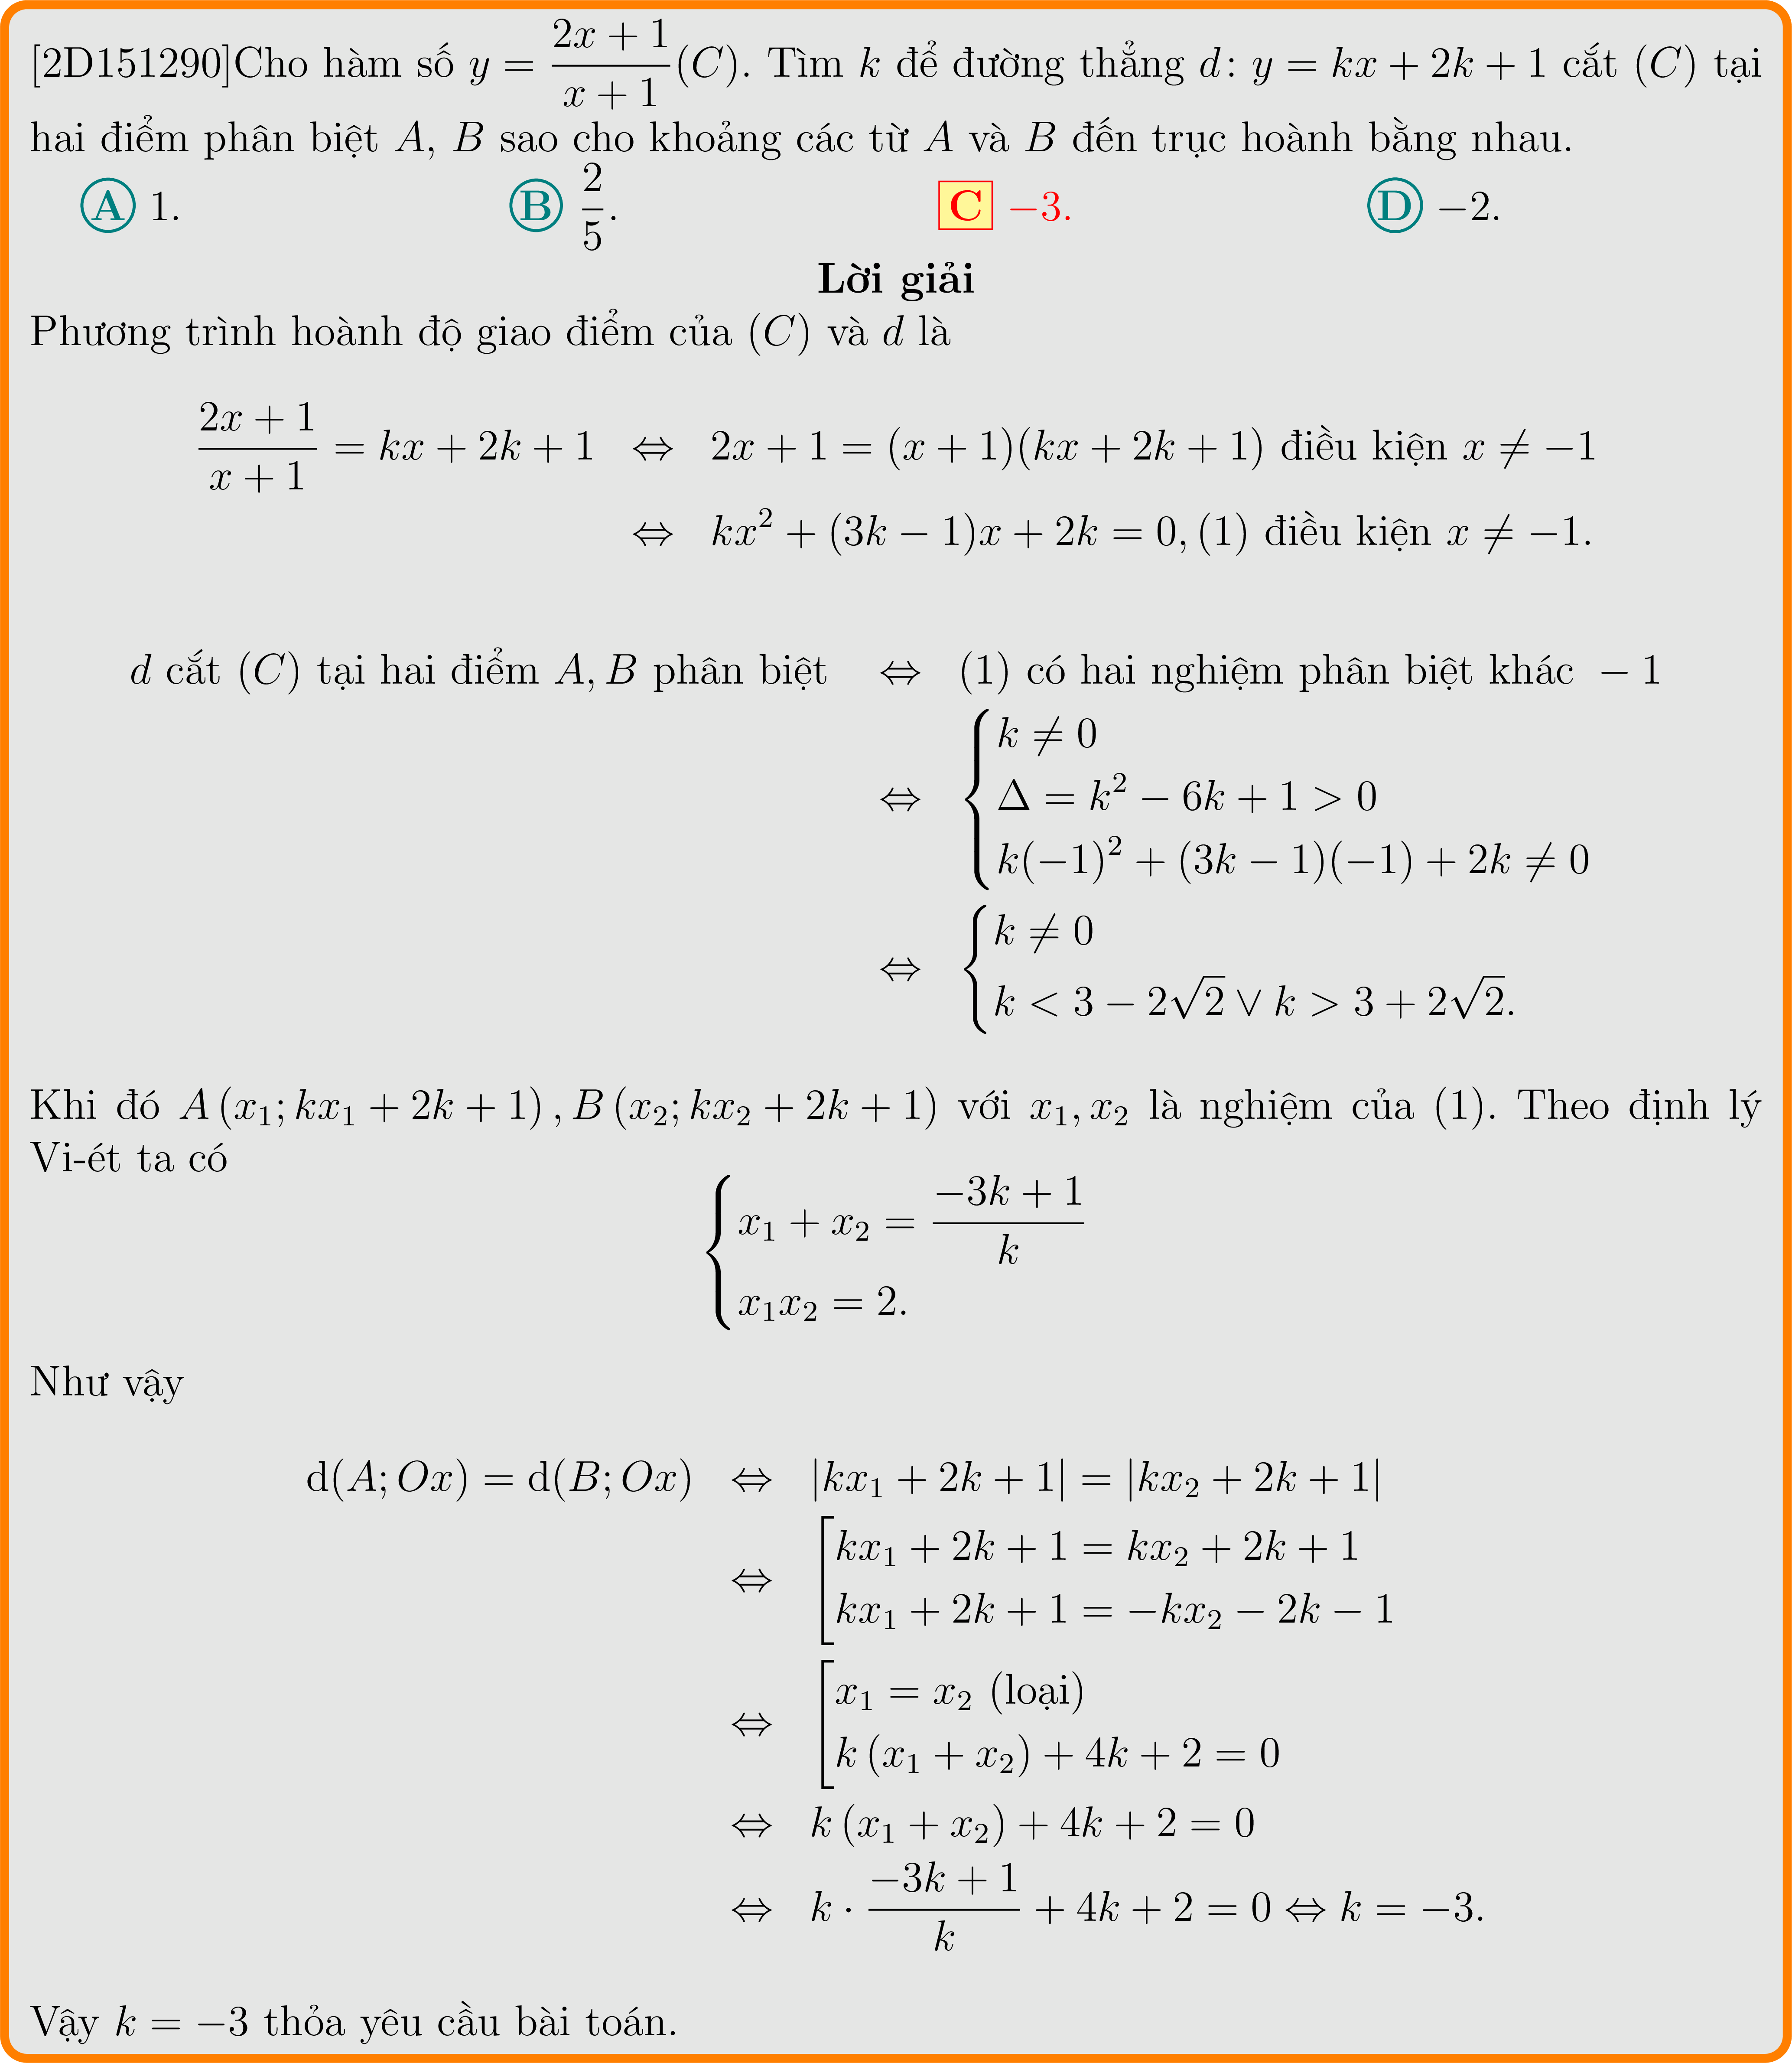 [2D151290]Cho hàm số $y = \dfrac{2x+1}{x+1}(C)$. Tìm $k$ để đường thẳng $d\colon y = kx + 2k + 1$ cắt $(C)$ tại
hai điểm phân biệt $A$, $B$ sao cho khoảng các từ $A$ và $B$ đến trục hoành bằng nhau.
A 1. B $\dfrac{2}{5}$. C $-3$. D $-2$.
Lời giải
Phương trình hoành độ giao điểm của $(C)$ và $d$ là
$\dfrac{2x+1}{x+1} = kx + 2k + 1 \Leftrightarrow 2x + 1 = (x+1)(kx + 2k + 1)$ điều kiện $x \neq -1$
$\Leftrightarrow kx^2 + (3k-1)x + 2k = 0, (1)$ điều kiện $x \neq -1$.
$d$ cắt $(C)$ tại hai điểm $A, B$ phân biệt $\Leftrightarrow$ (1) có hai nghiệm phân biệt khác $-1$
$\Leftrightarrow \begin{cases} k \neq 0 \\ \Delta = k^2 - 6k + 1 > 0 \\ k(-1)^2 + (3k-1)(-1) + 2k \neq 0 \end{cases}$
$\Leftrightarrow \begin{cases} k \neq 0 \\ k < 3 - 2\sqrt{2} \vee k > 3 + 2\sqrt{2}. \end{cases}$
Khi đó $A(x_1; kx_1 + 2k + 1), B(x_2; kx_2 + 2k + 1)$ với $x_1, x_2$ là nghiệm của (1). Theo định lý
Vi-ét ta có
$\begin{cases} x_1 + x_2 = \dfrac{-3k+1}{k} \\ x_1x_2 = 2. \end{cases}$
Như vậy
$\mathrm{d}(A; Ox) = \mathrm{d}(B; Ox) \Leftrightarrow |kx_1 + 2k + 1| = |kx_2 + 2k + 1|$
$\Leftrightarrow \left[\begin{array}{l} kx_1 + 2k + 1 = kx_2 + 2k + 1 \\ kx_1 + 2k + 1 = -kx_2 - 2k - 1 \end{array}\right.$
$\Leftrightarrow \left[\begin{array}{l} x_1 = x_2 \text{ (loại)} \\ k(x_1 + x_2) + 4k + 2 = 0 \end{array}\right.$
$\Leftrightarrow k(x_1 + x_2) + 4k + 2 = 0$
$\Leftrightarrow k \cdot \dfrac{-3k+1}{k} + 4k + 2 = 0 \Leftrightarrow k = -3.$
Vậy $k = -3$ thỏa yêu cầu bài toán.